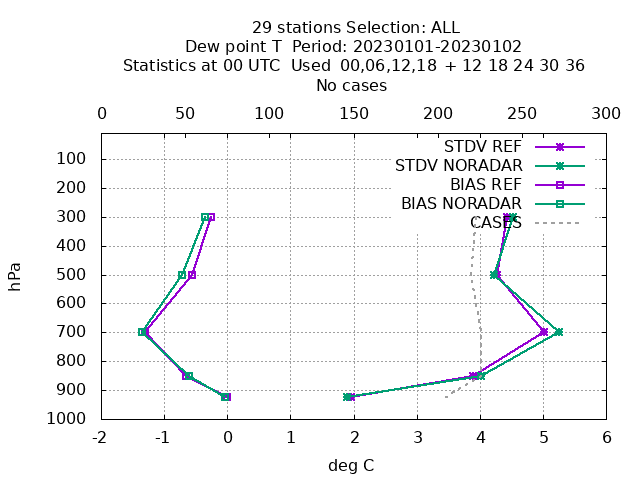 29 stations Selection: ALL
Dew point T  Period: 20230101-20230102
Statistics at 00 UTC  Used  00,06,12,18  + 12 18 24 30 36
No cases
0 50 100 150 200 250 300
STDV REF
STDV NORADAR
BIAS REF
BIAS NORADAR
CASES
100
200
300
400
500
600
700
800
900
1000
hPa
-2 -1 0 1 2 3 4 5 6
deg C